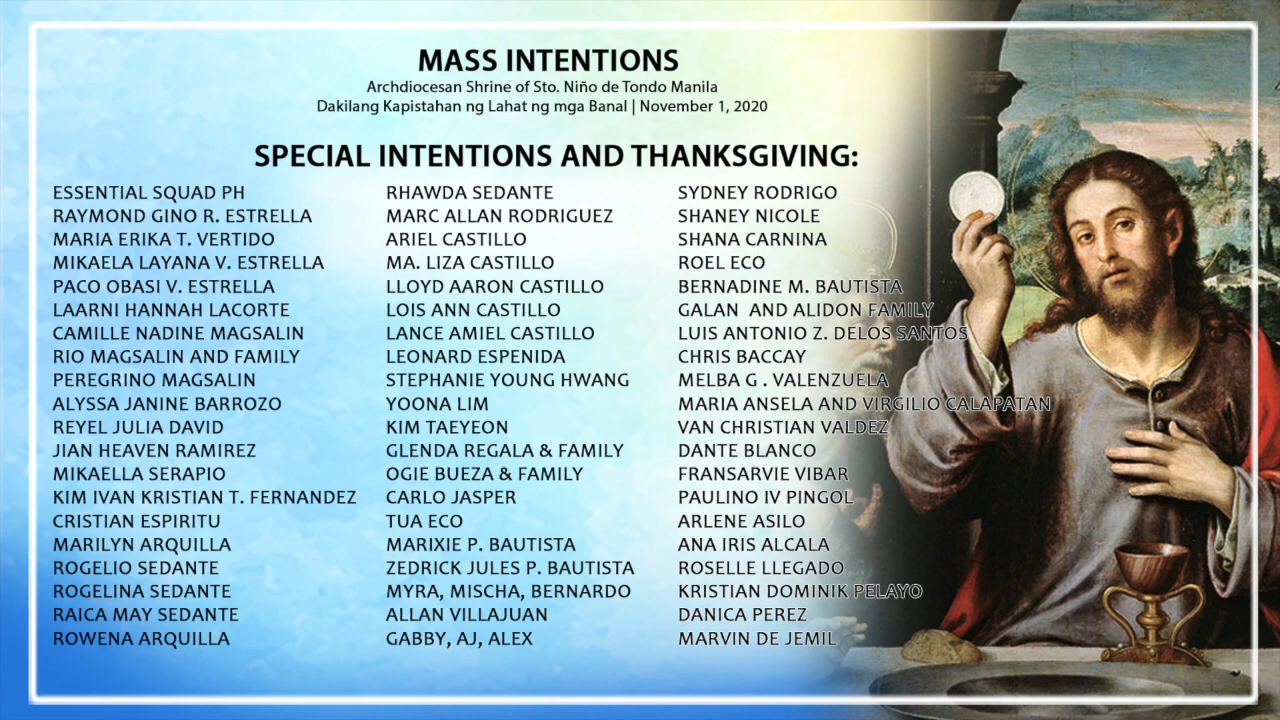 MASS INTENTIONS
Archdiocesan Shrine of Sto. Niño de Tondo Manila
Dakilang Kapistahan ng Lahat ng mga Banal | November 1, 2020
SPECIAL INTENTIONS AND THANKSGIVING:
ESSENTIAL SQUAD PH
RAYMOND GINO R. ESTRELLA
MARIA ERIKA T. VERTIDO
MIKAELA LAYANA V. ESTRELLA
PACO OBASI V. ESTRELLA
LAARNI HANNAH LACORTE
CAMILLE NADINE MAGSALIN
RIO MAGSALIN AND FAMILY
PEREGRINO MAGSALIN
ALYSSA JANINE BARROZO
REYEL JULIA DAVID
JIAN HEAVEN RAMIREZ
MIKAELLA SERAPIO
KIM IVAN KRISTIAN T. FERNANDEZ
CRISTIAN ESPIRITU
MARILYN ARQUILLA
ROGELIO SEDANTE
ROGELINA SEDANTE
RAICA MAY SEDANTE
ROWENA ARQUILLA
RHAWDA SEDANTE
MARC ALLAN RODRIGUEZ
ARIEL CASTILLO
MA. LIZA CASTILLO
LLOYD AARON CASTILLO
LOIS ANN CASTILLO
LANCE AMIEL CASTILLO
LEONARD ESPENIDA
STEPHANIE YOUNG HWANG
YOONA LIM
KIM TAEYEON
GLENDA REGALA & FAMILY
OGIE BUEZA & FAMILY
CARLO JASPER
TUA ECO
MARIXIE P. BAUTISTA
ZEDRICK JULES P. BAUTISTA
MYRA, MISCHA, BERNARDO
ALLAN VILLAJUAN
GABBY, AJ, ALEX
SYDNEY RODRIGO
SHANEY NICOLE
SHANA CARNINA
ROEL ECO
BERNADINE M. BAUTISTA
GALAN  AND ALIDON FAMILY
LUIS ANTONIO Z. DELOS SANTOS
CHRIS BACCAY
MELBA G . VALENZUELA
MARIA ANSELA AND VIRGILIO CALAPATAN
VAN CHRISTIAN VALDEZ
DANTE BLANCO
FRANSARVIE VIBAR
PAULINO IV PINGOL
ARLENE ASILO
ANA IRIS ALCALA
ROSELLE LLEGADO
KRISTIAN DOMINIK PELAYO
DANICA PEREZ
MARVIN DE JEMIL